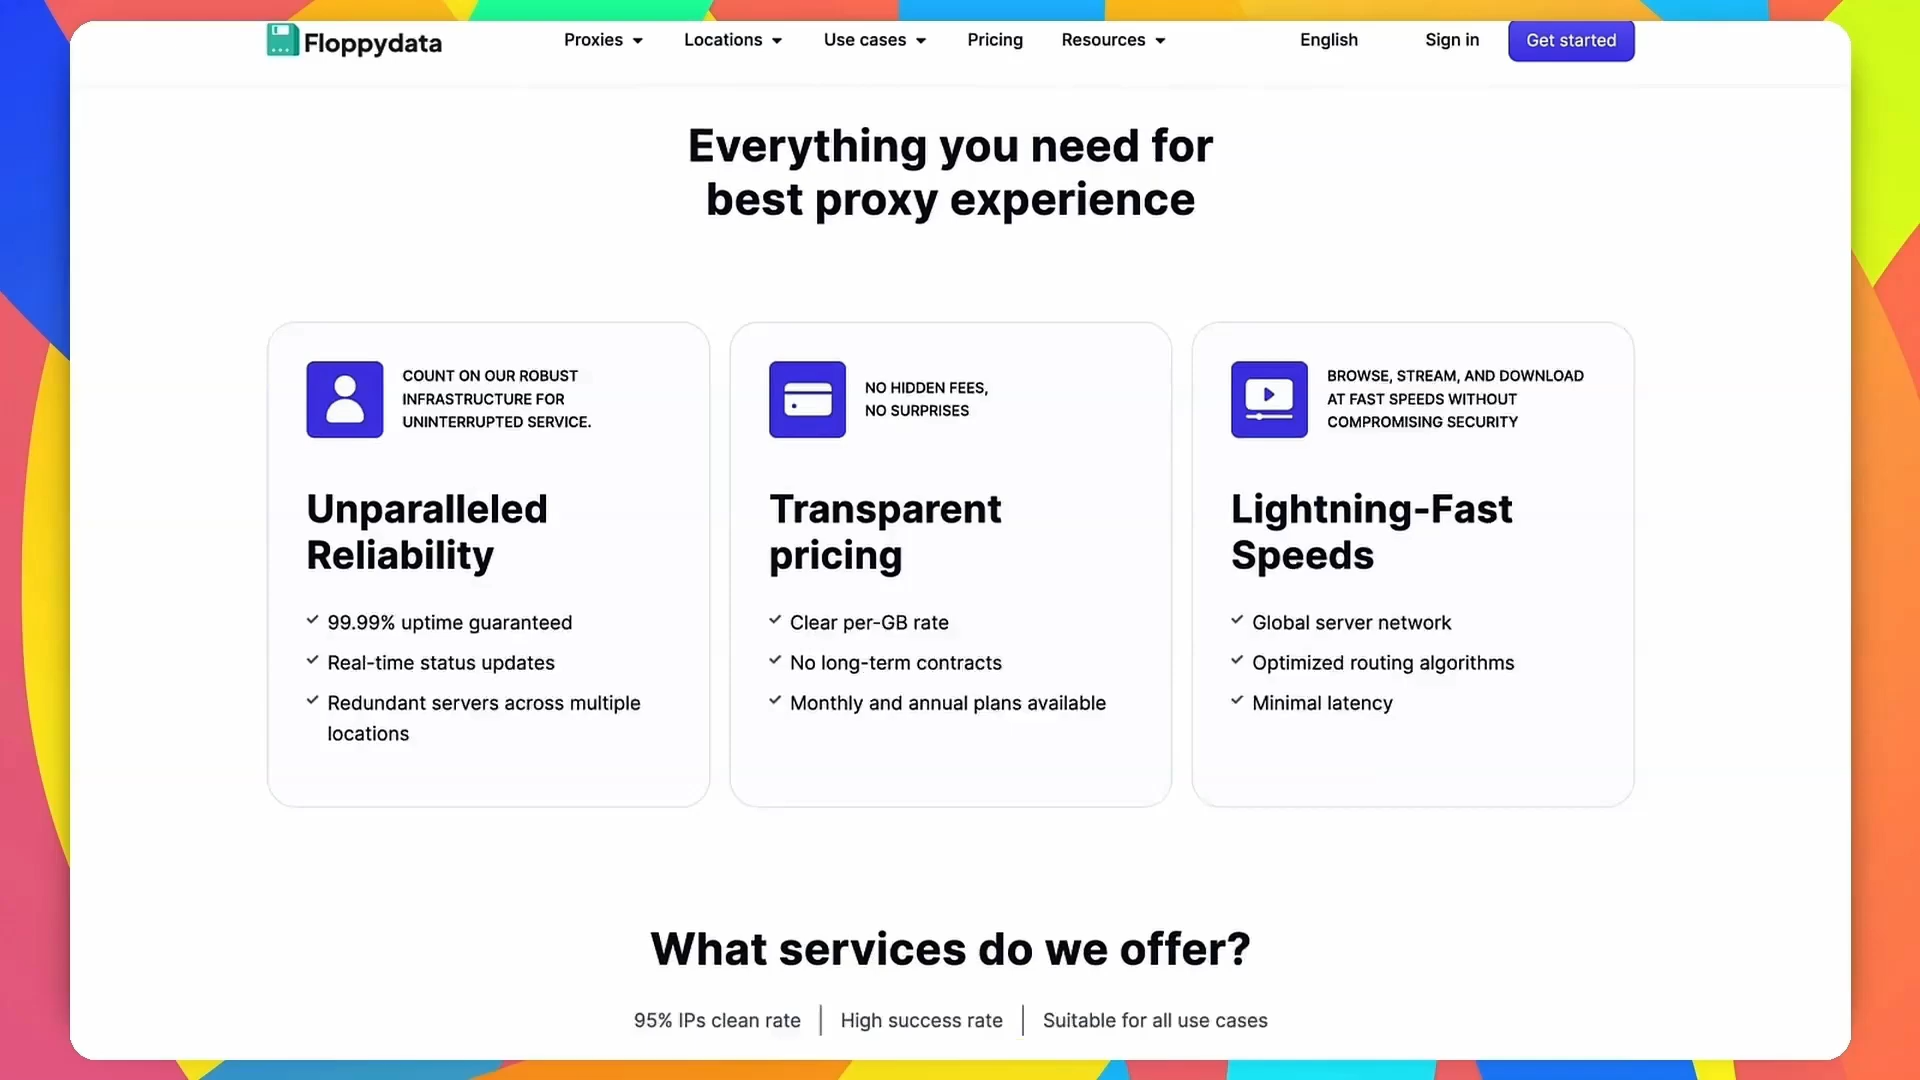 Floppydata
Proxies
Locations
Use cases
Pricing
Resources
English
Sign in
Get started
Everything you need for
best proxy experience
COUNT ON OUR ROBUST
INFRASTRUCTURE FOR
UNINTERRUPTED SERVICE.
Unparalleled
Reliability
99.99% uptime guaranteed
Real-time status updates
Redundant servers across multiple
locations
NO HIDDEN FEES,
NO SURPRISES
Transparent
pricing
Clear per-GB rate
No long-term contracts
Monthly and annual plans available
BROWSE, STREAM, AND DOWNLOAD
AT FAST SPEEDS WITHOUT
COMPROMISING SECURITY
Lightning-Fast
Speeds
Global server network
Optimized routing algorithms
Minimal latency
What services do we offer?
95% IPs clean rate
High success rate
Suitable for all use cases